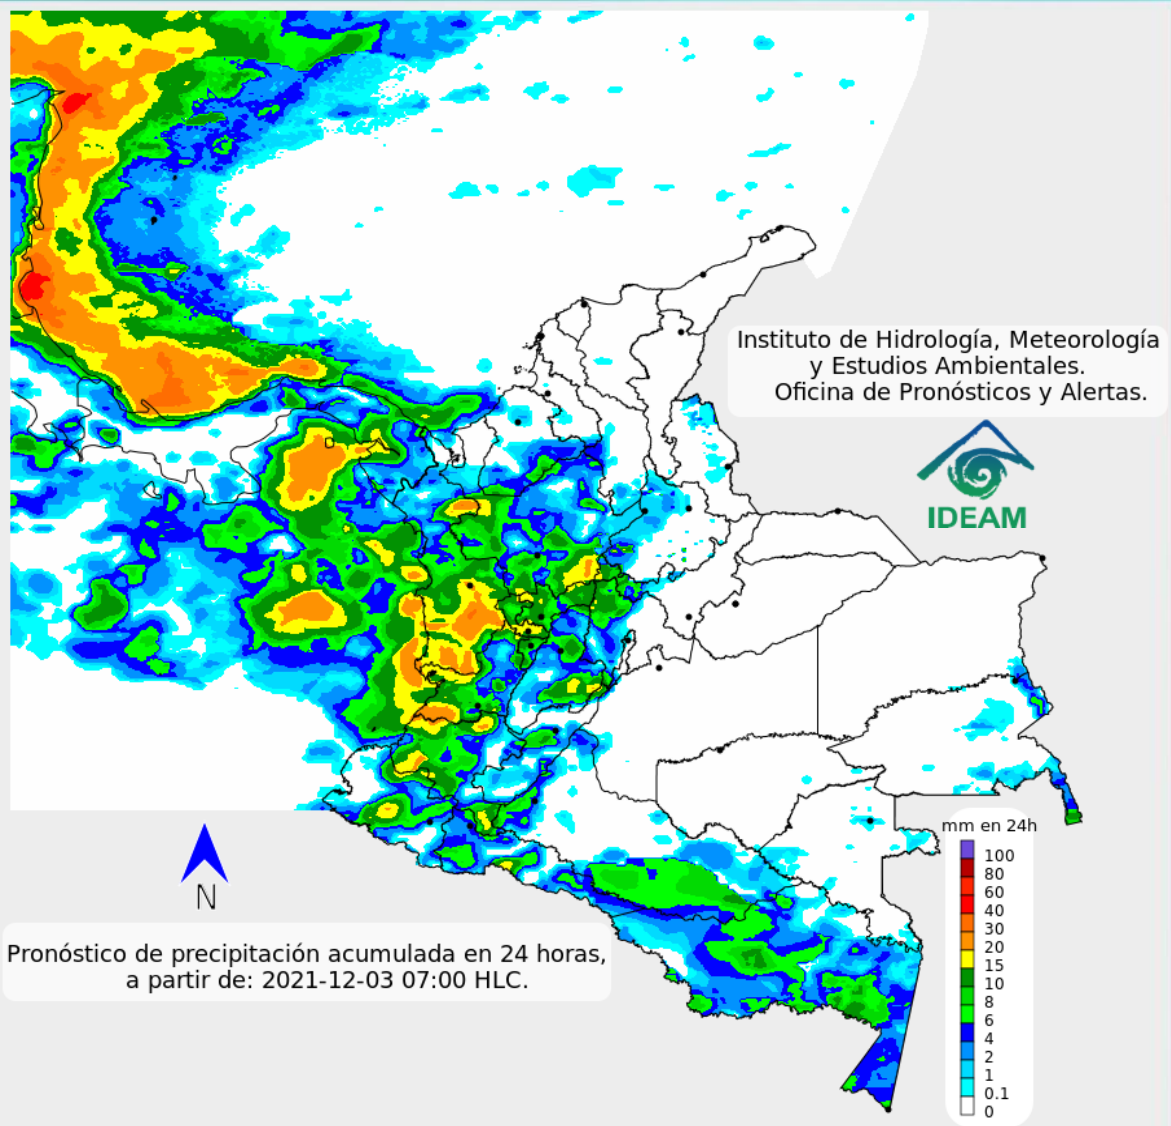 Instituto de Hidrología, Meteorología
y Estudios Ambientales.
Oficina de Pronósticos y Alertas.
IDEAM
mm en 24h
100
80
60
40
30
20
15
10
8
6
4
2
1
0.1
0
N
Pronóstico de precipitación acumulada en 24 horas,
a partir de: 2021-12-03 07:00 HLC.